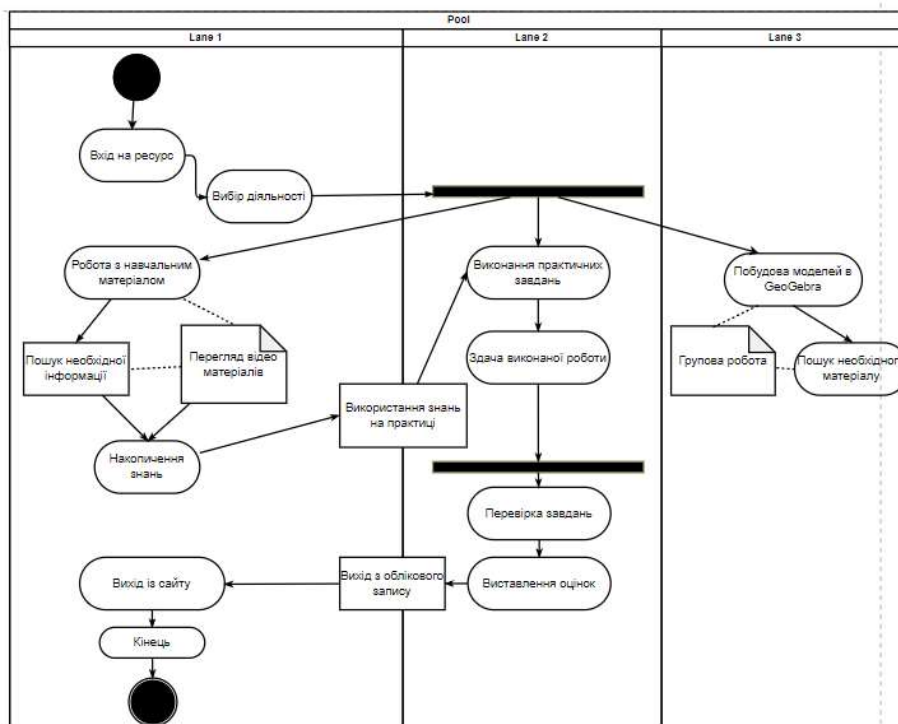 Pool
Lane 1
Lane 2
Lane 3
Вхід на ресурс
Вибір діяльності
Робота з навчальним
матеріалом
Виконання практичних
завдань
Побудова моделей в
GeoGebra
Пошук необхідної
інформації
Перегляд відео
матеріалів
Здача виконаної роботи
Групова робота
Пошук необхідного
матеріалу
Використання знань
на практиці
Накопичення
знань
Перевірка завдань
Вихід із сайту
Вихід з облікового
запису
Виставлення оцінок
Кінець